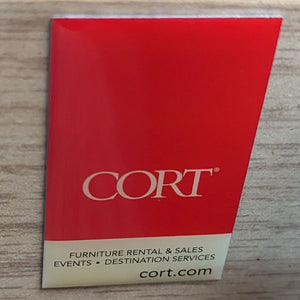 CORT®
FURNITURE RENTAL & SALES
EVENTS • DESTINATION SERVICES
cort.com